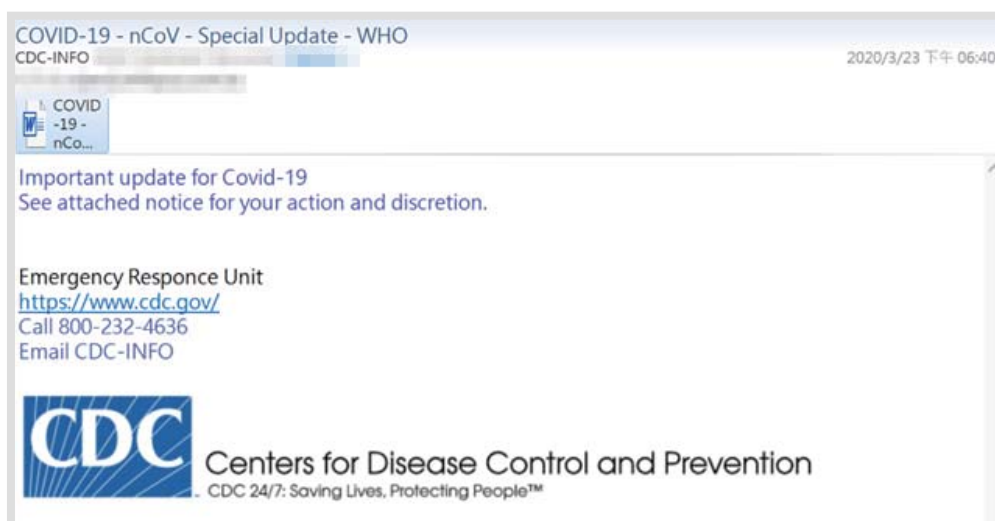 COVID-19 - nCoV - Special Update - WHO
CDC-INFO
2020/3/23 下午 06:40
COVID
-19 -
nCo...
Important update for Covid-19
See attached notice for your action and discretion.
Emergency Responce Unit
https://www.cdc.gov/
Call 800-232-4636
Email CDC-INFO
CDC
Centers for Disease Control and Prevention
CDC 24/7: Saving Lives, Protecting People™